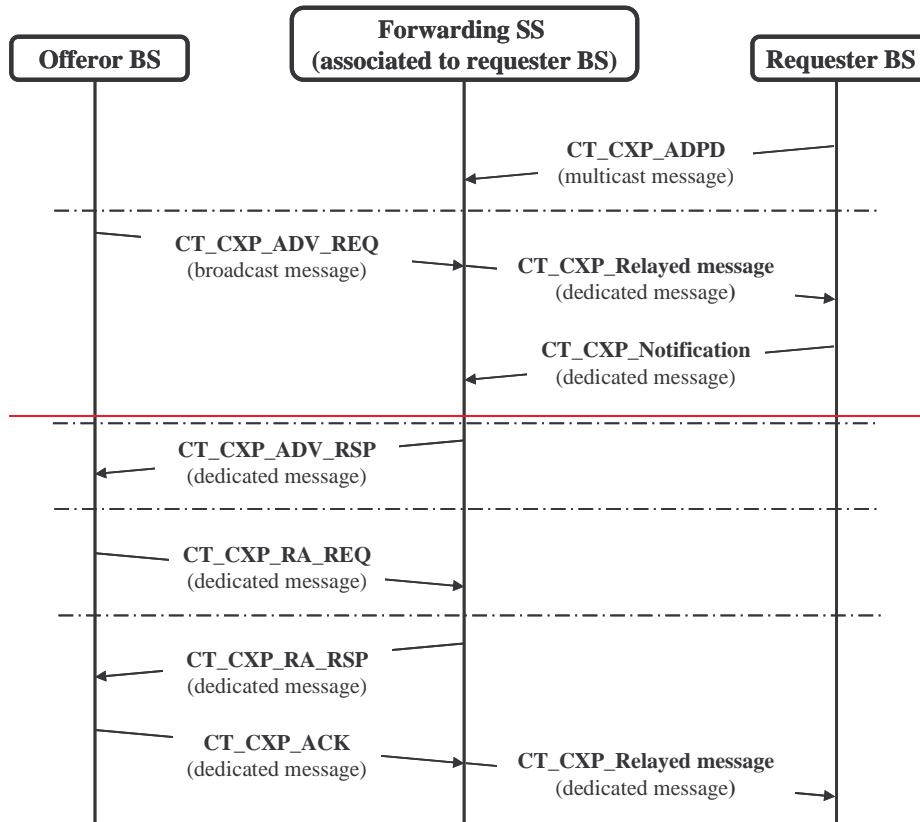 Offeror BS
Forwarding SS
(associated to requester BS)
Requester BS
CT_CXP_ADPD
(multicast message)
CT_CXP_ADV_REQ
(broadcast message)
CT_CXP_Relayed message
(dedicated message)
CT_CXP_Notification
(dedicated message)
CT_CXP_ADV_RSP
(dedicated message)
CT_CXP_RA_REQ
(dedicated message)
CT_CXP_RA_RSP
(dedicated message)
CT_CXP_ACK
(dedicated message)
CT_CXP_Relayed message
(dedicated message)